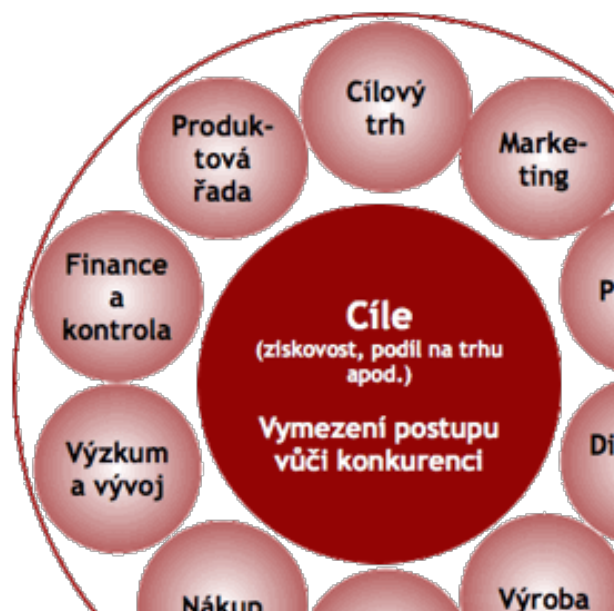 Cílový
trh
Produk-
tová
řada
Marke-
ting
Finance
a
kontrola
Cíle
(ziskovost, podíl na trhu
apod.)
Vymezení postupu
vůči konkurenci
Výzkum
a vývoj
Nákup
Výroba